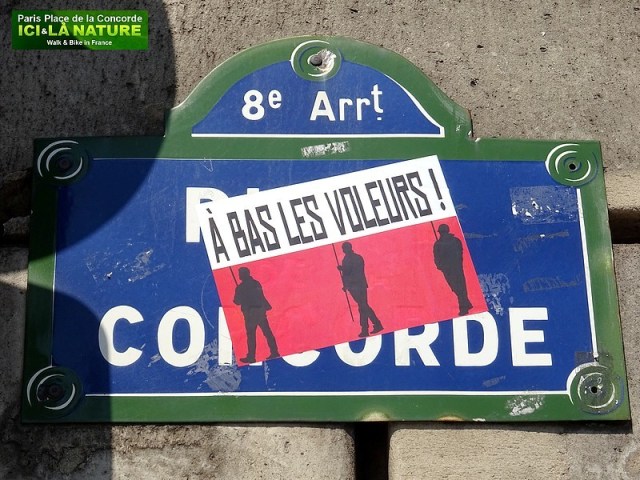 Paris Place de la Concorde
ICI&LÀ NATURE
Walk & Bike in France
8e Arrt
À BAS LES VOLEURS !
CONCORDE